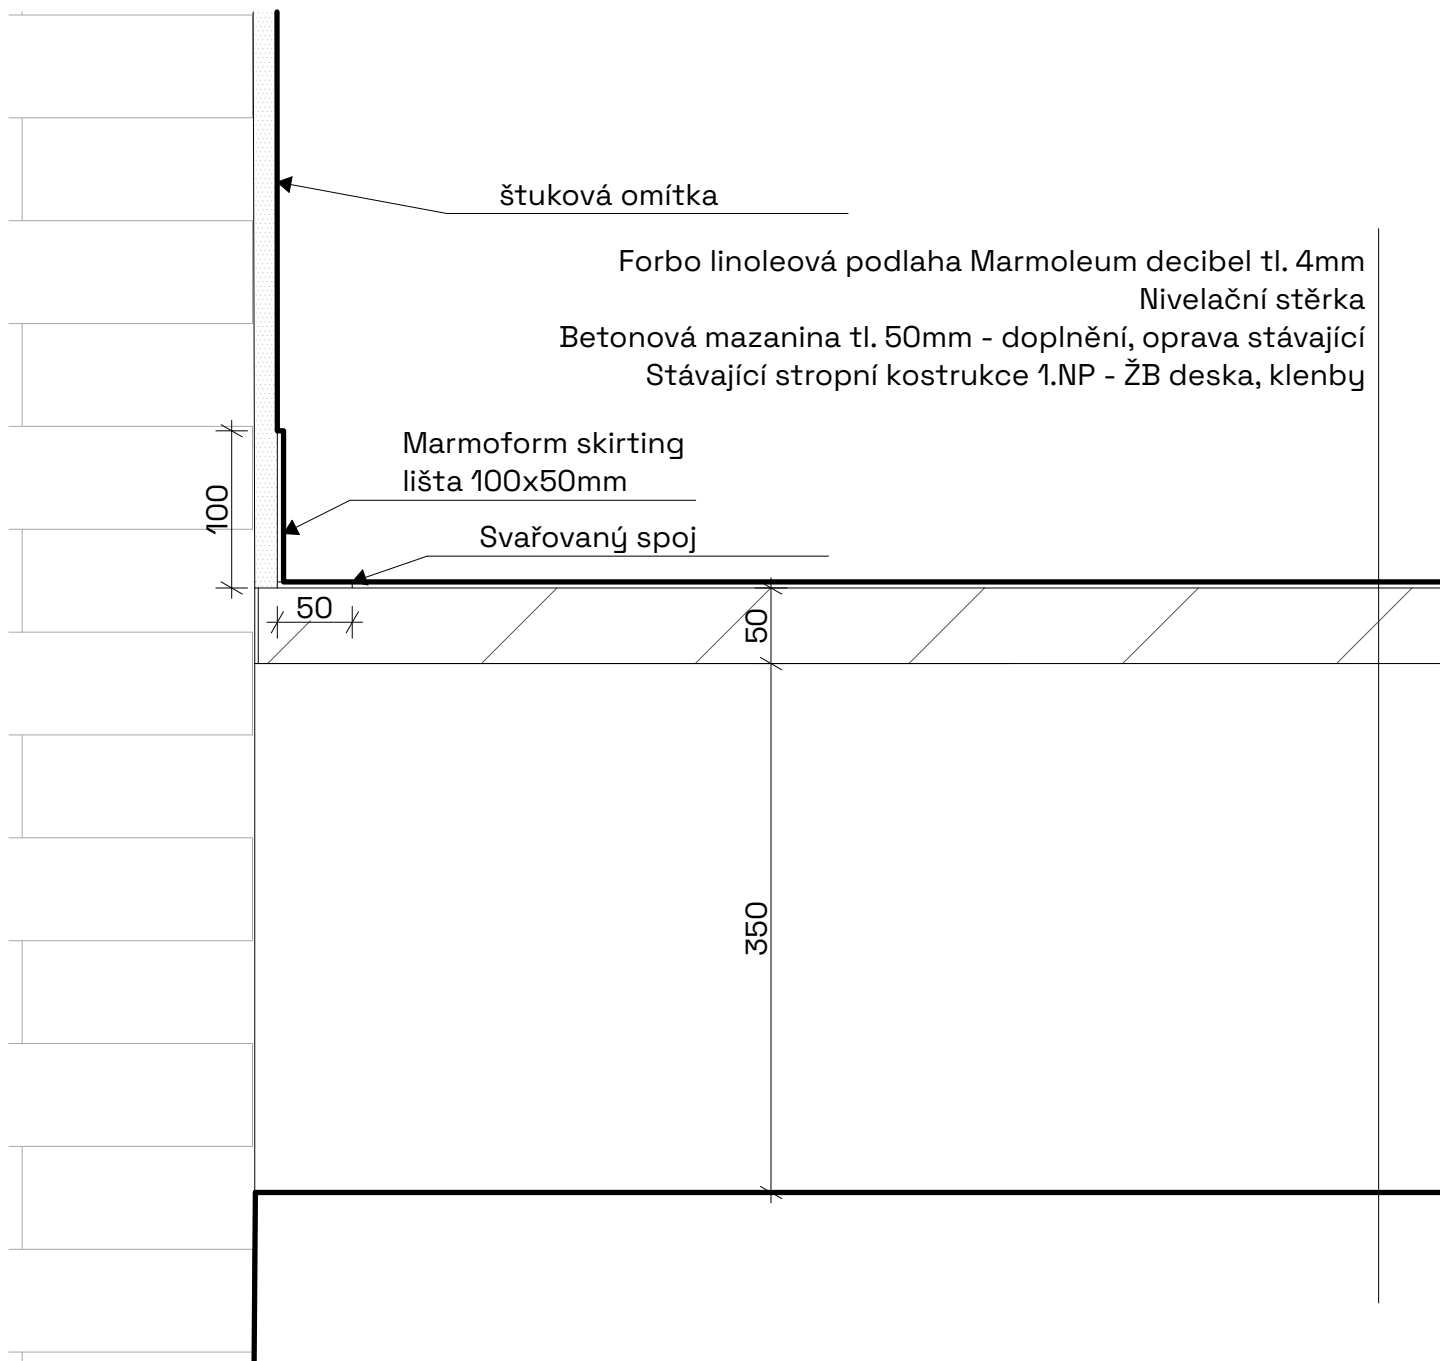 štuková omítka
Forbo linoleová podlaha Marmoleum decibel tl. 4mm
Nivelační stěrka
Betonová mazanina tl. 50mm - doplnění, oprava stávající
Stávající stropní kostrukce 1.NP - ŽB deska, klenby
Marmoform skirting
lišta 100x50mm
100
Svařovaný spoj
50
50
350